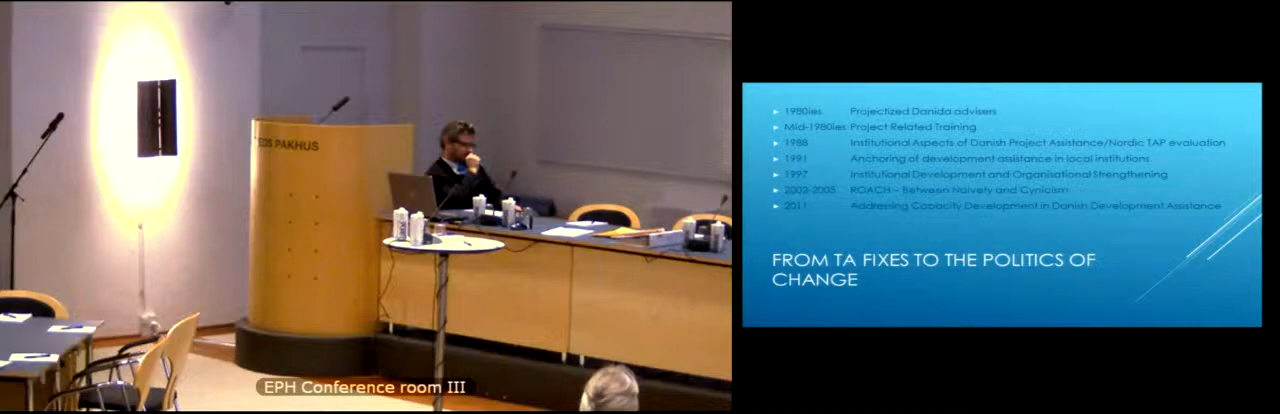 EDS PAKHUS
EPH Conference room III
1980ies Projectized Danida advisers
Mid-1980ies Project Related Training
1988 Institutional Aspects of Danish Project Assistance/Nordic TAP evaluation
1991 Anchoring of development assistance in local institutions
1997 Institutional Development and Organisational Strengthening
2002-2005 ROACH – Between Naivety and Cynicism
2011 Addressing Capacity Development in Danish Development Assistance
FROM TA FIXES TO THE POLITICS OF
CHANGE